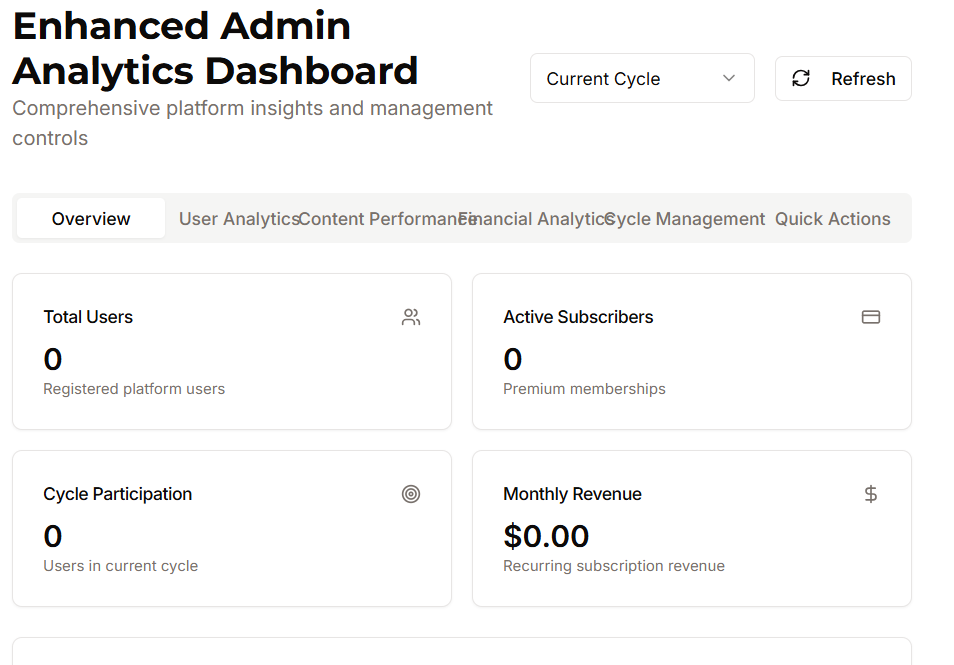 Enhanced Admin
Analytics Dashboard
Comprehensive platform insights and management
controls
Current Cycle
Refresh
Overview
User Analytics
Content Performance
Financial Analytics
Cycle Management
Quick Actions
Total Users
0
Registered platform users
Active Subscribers
0
Premium memberships
Cycle Participation
0
Users in current cycle
Monthly Revenue
$0.00
Recurring subscription revenue